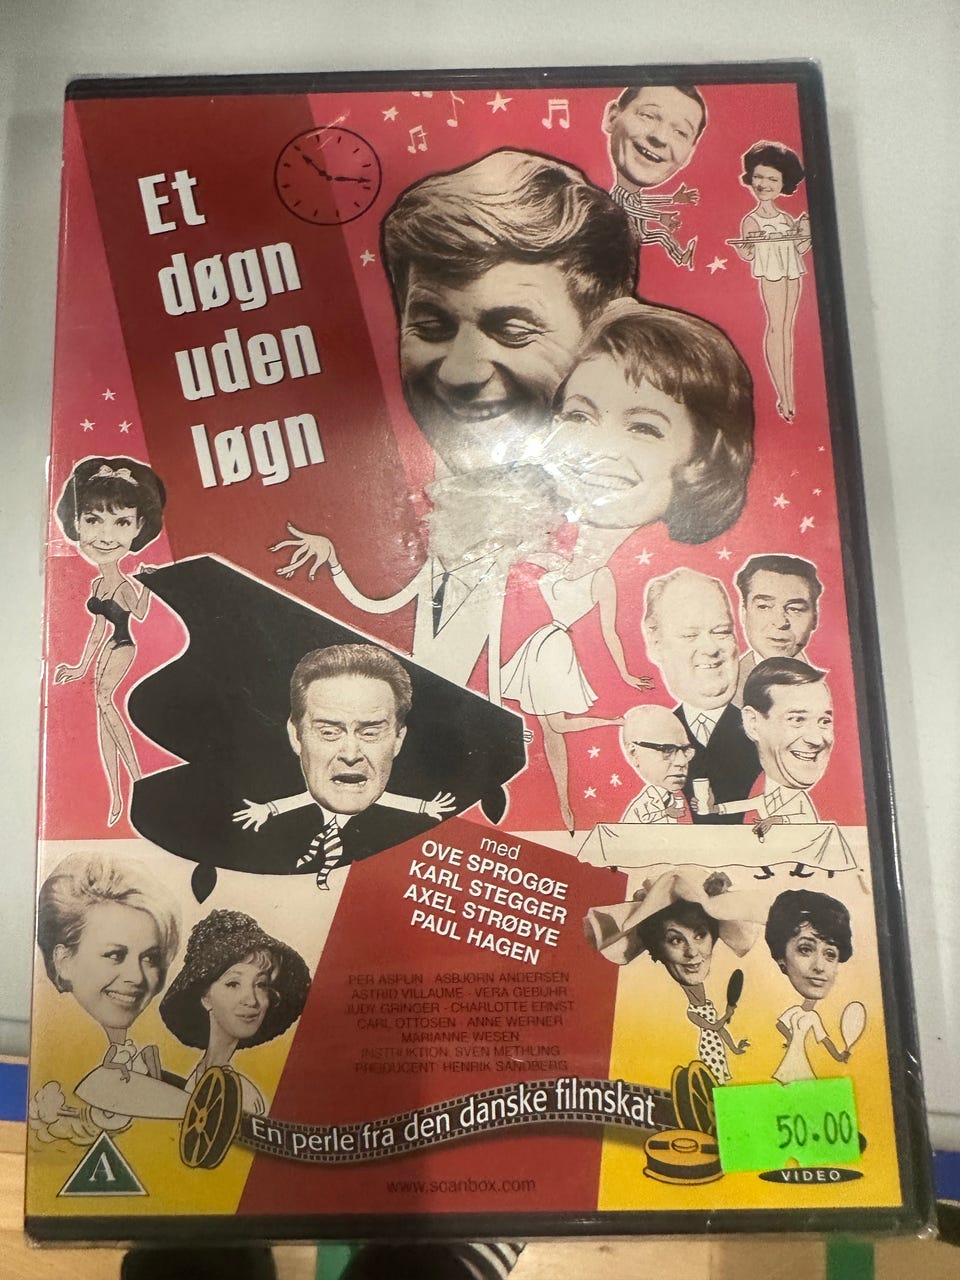 Et
døgn
uden
løgn
med
OVE SPROGØE
KARL STEGGER
AXEL STRØBYE
PAUL HAGEN
PER ASPLIN - ASBJØRN ANDERSEN
ASTRID VILLAUME - VERA GEBUHR
JUDY GRINGER - CHARLOTTE ERNST
CARL OTTOSEN - ANNE WERNER
MARIANNE WESEN
INSTRUKTION: SVEN METHLING
PRODUCENT: HENRIK SANDBERG
En perle fra den danske filmskat
50.00
A
VIDEO
www.scanbox.com